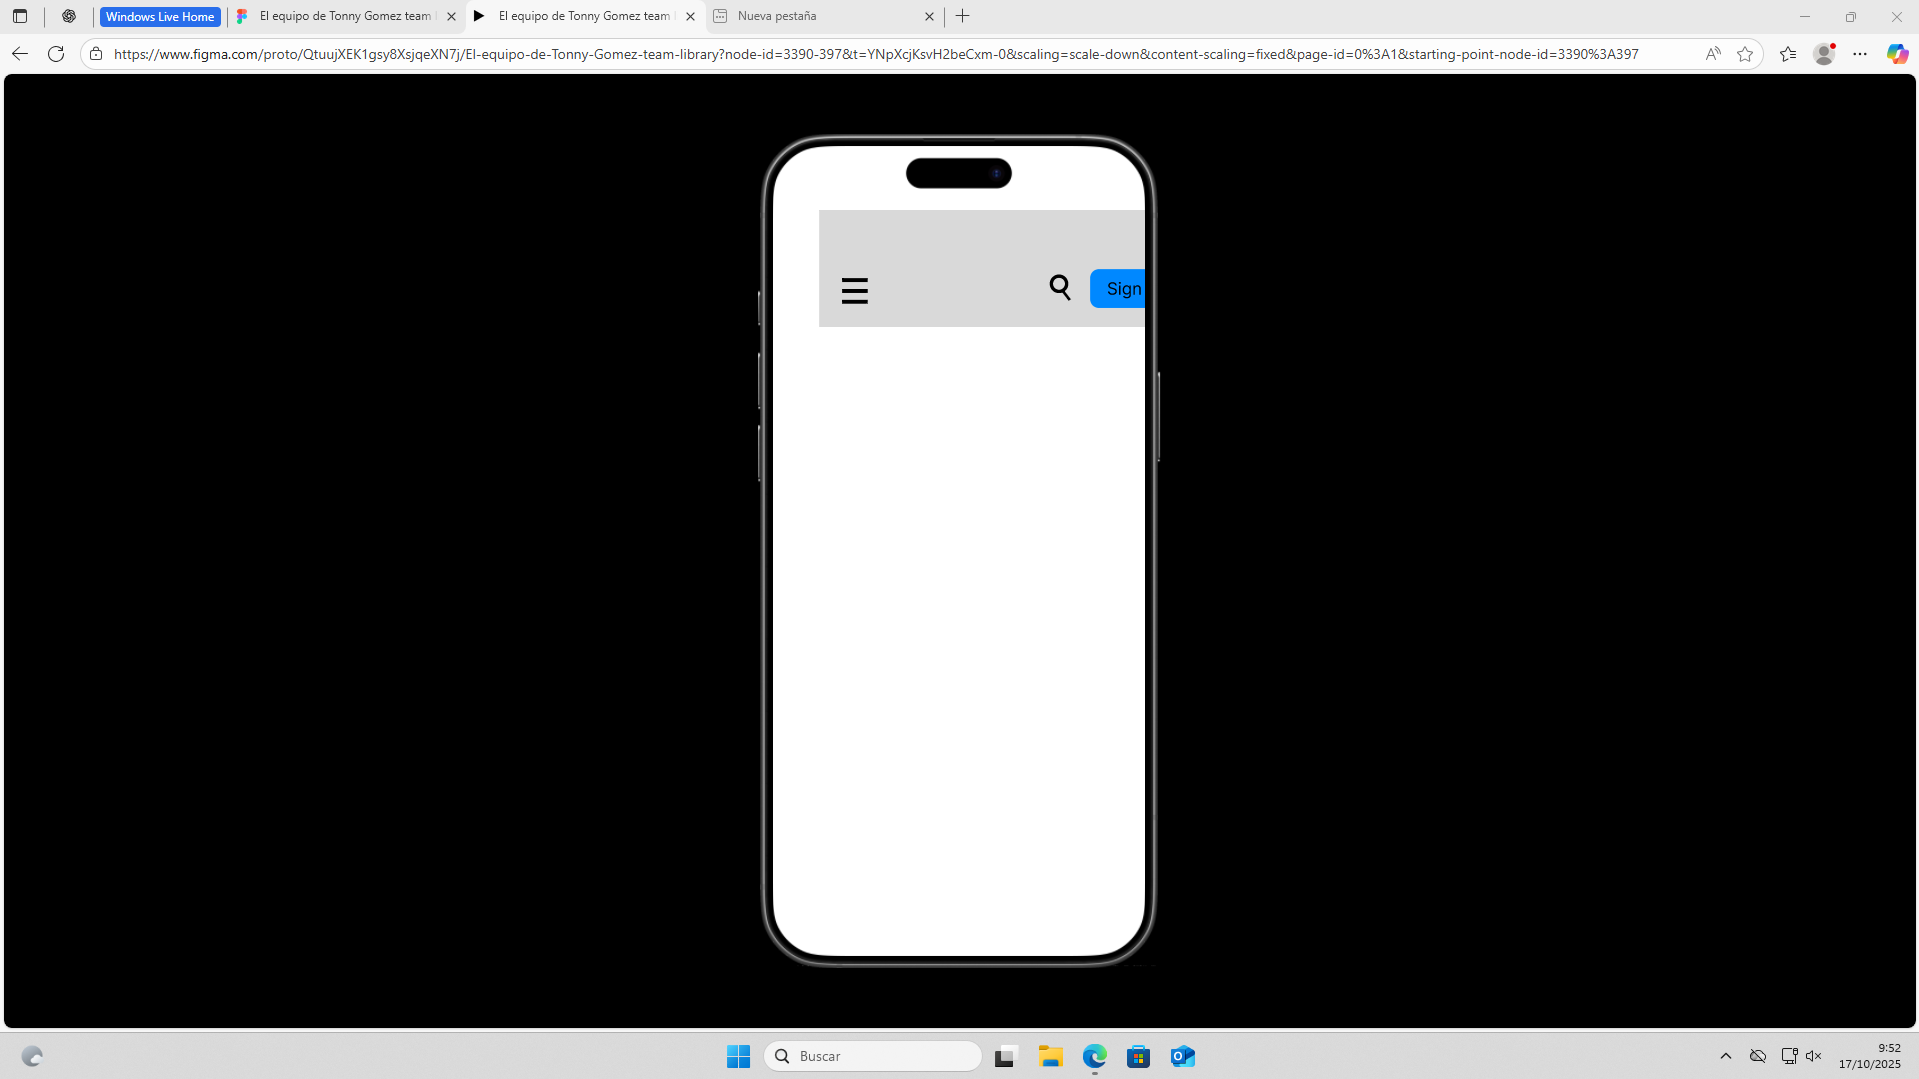 Windows Live Home
El equipo de Tonny Gomez team
El equipo de Tonny Gomez team
Nueva pestaña
https://www.figma.com/proto/QtuujXEK1gsy8XsjqeXN7j/El-equipo-de-Tonny-Gomez-team-library?node-id=3390-397&t=YNpXcjKsvH2beCxm-0&scaling=scale-down&content-scaling=fixed&page-id=0%3A1&starting-point-node-id=3390%3A397
Sign
Buscar
9:52
17/10/2025